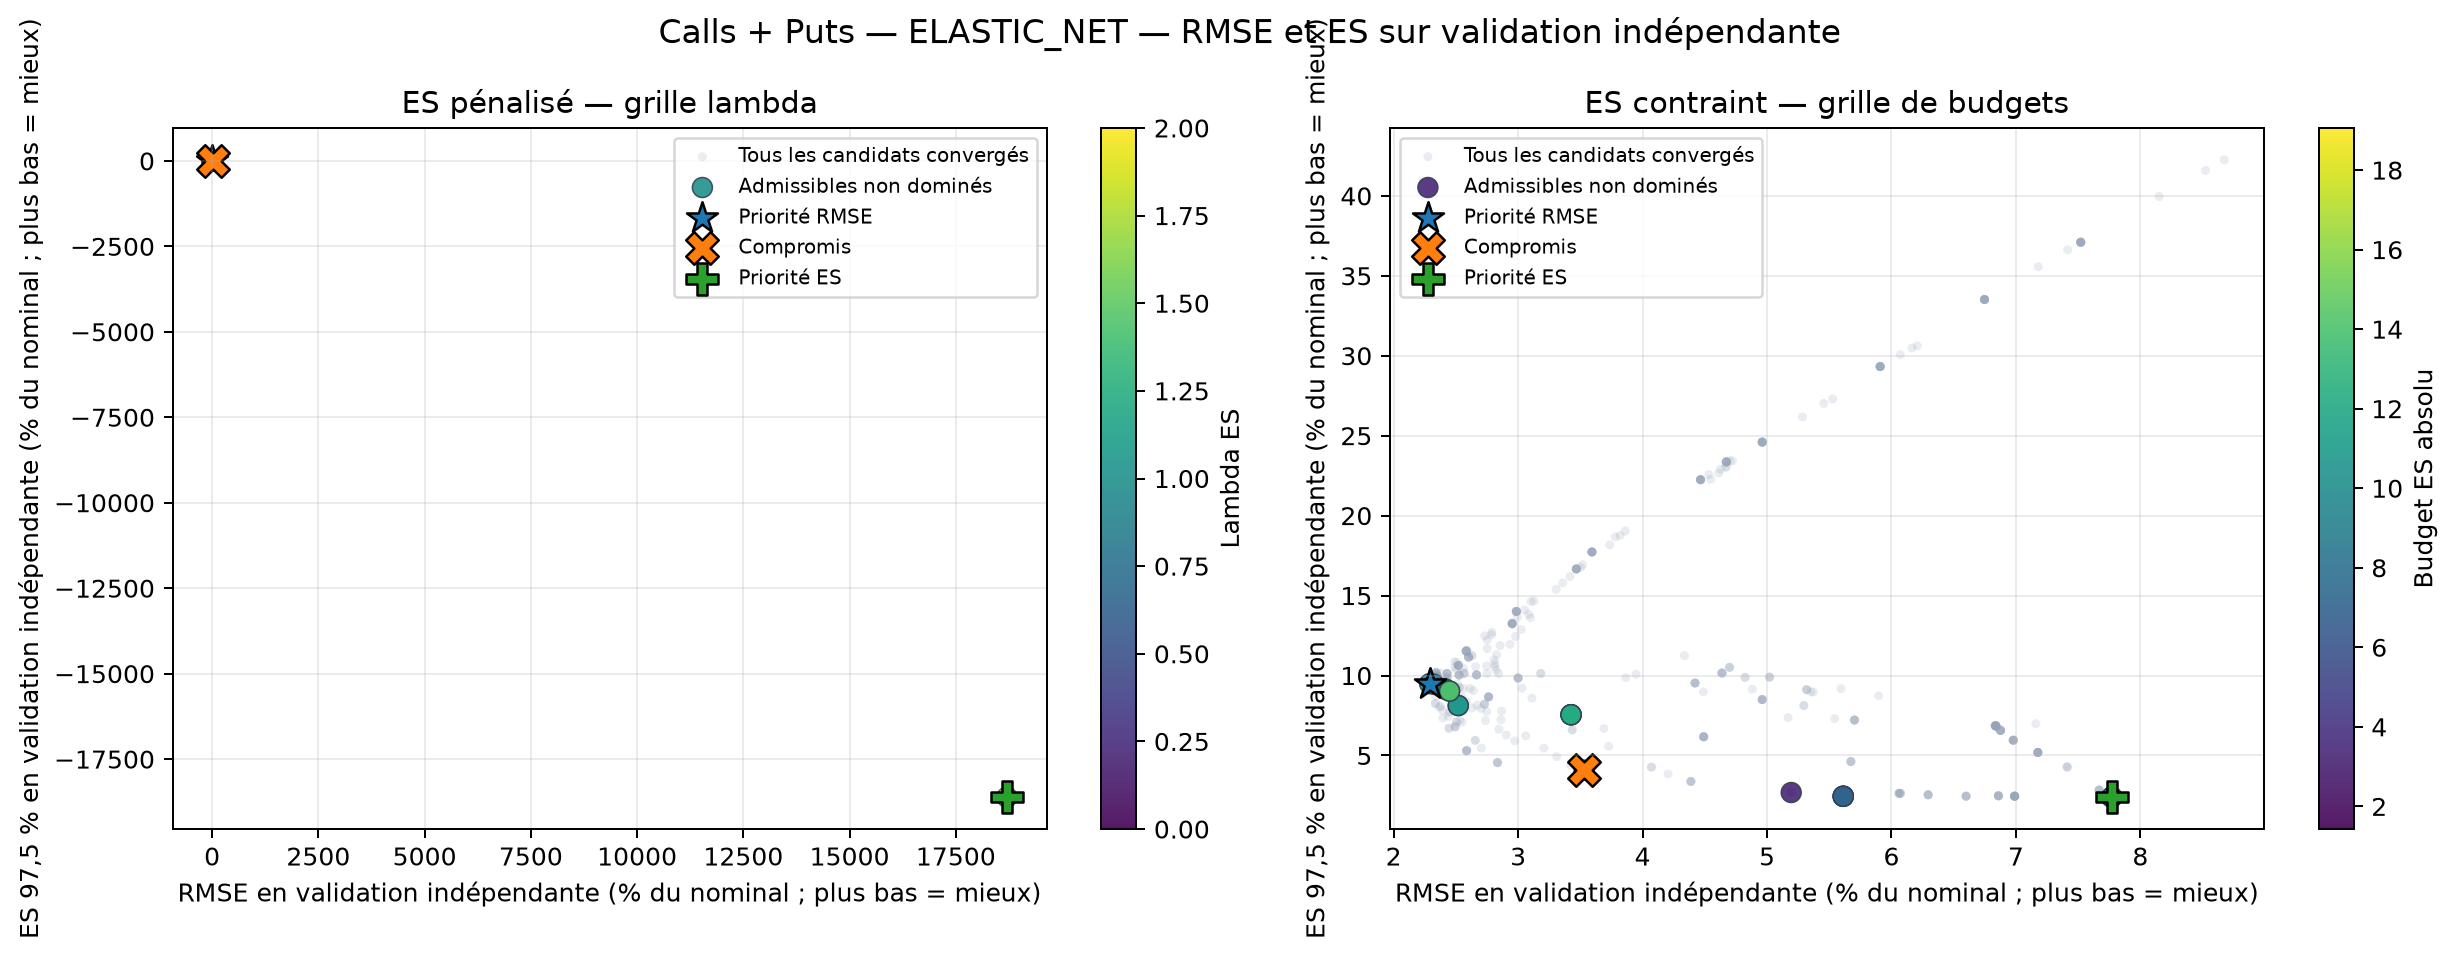 Calls + Puts — ELASTIC_NET — RMSE et ES sur validation indépendante
ES pénalisé — grille lambda
ES 97,5 % en validation indépendante (% du nominal ; plus bas = mieux)
0
−2500
−5000
−7500
−10000
−12500
−15000
−17500
Tous les candidats convergés
Admissibles non dominés
Priorité RMSE
Compromis
Priorité ES
0 2500 5000 7500 10000 12500 15000 17500
RMSE en validation indépendante (% du nominal ; plus bas = mieux)
2.00
1.75
1.50
1.25
1.00
0.75
0.50
0.25
0.00
Lambda ES
ES contraint — grille de budgets
ES 97,5 % en validation indépendante (% du nominal ; plus bas = mieux)
40
35
30
25
20
15
10
5
Tous les candidats convergés
Admissibles non dominés
Priorité RMSE
Compromis
Priorité ES
2 3 4 5 6 7 8
RMSE en validation indépendante (% du nominal ; plus bas = mieux)
18
16
14
12
10
8
6
4
2
Budget ES absolu